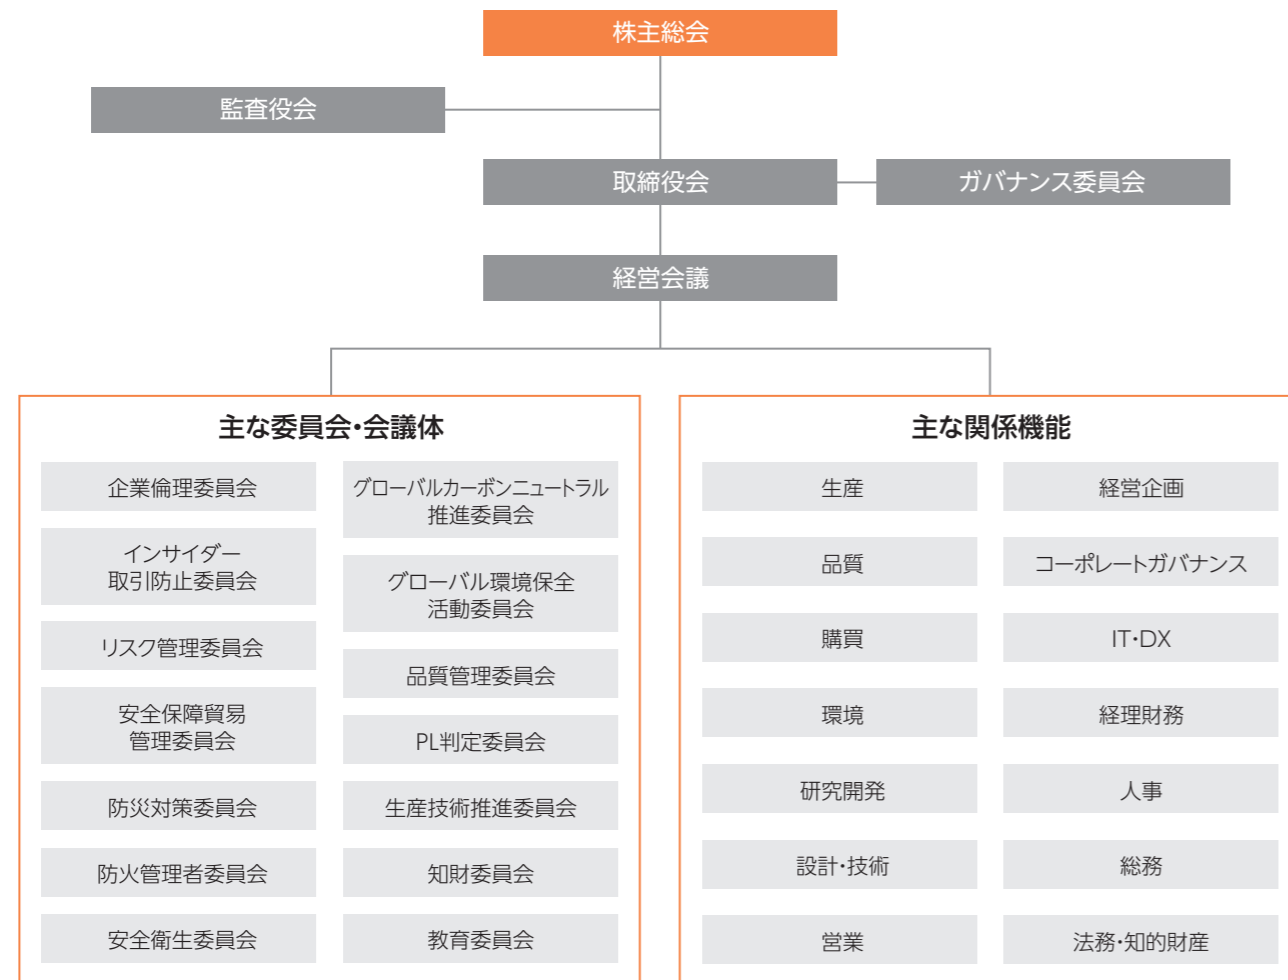 株主総会
監査役会
取締役会
ガバナンス委員会
経営会議
主な委員会・会議体
企業倫理委員会
インサイダー
取引防止委員会
リスク管理委員会
安全保障貿易
管理委員会
防災対策委員会
防火管理者委員会
安全衛生委員会
グローバルカーボンニュートラル
推進委員会
グローバル環境保全
活動委員会
品質管理委員会
PL判定委員会
生産技術推進委員会
知財委員会
教育委員会
主な関係機能
生産
品質
購買
環境
研究開発
設計・技術
営業
経営企画
コーポレートガバナンス
IT・DX
経理財務
人事
総務
法務・知的財産